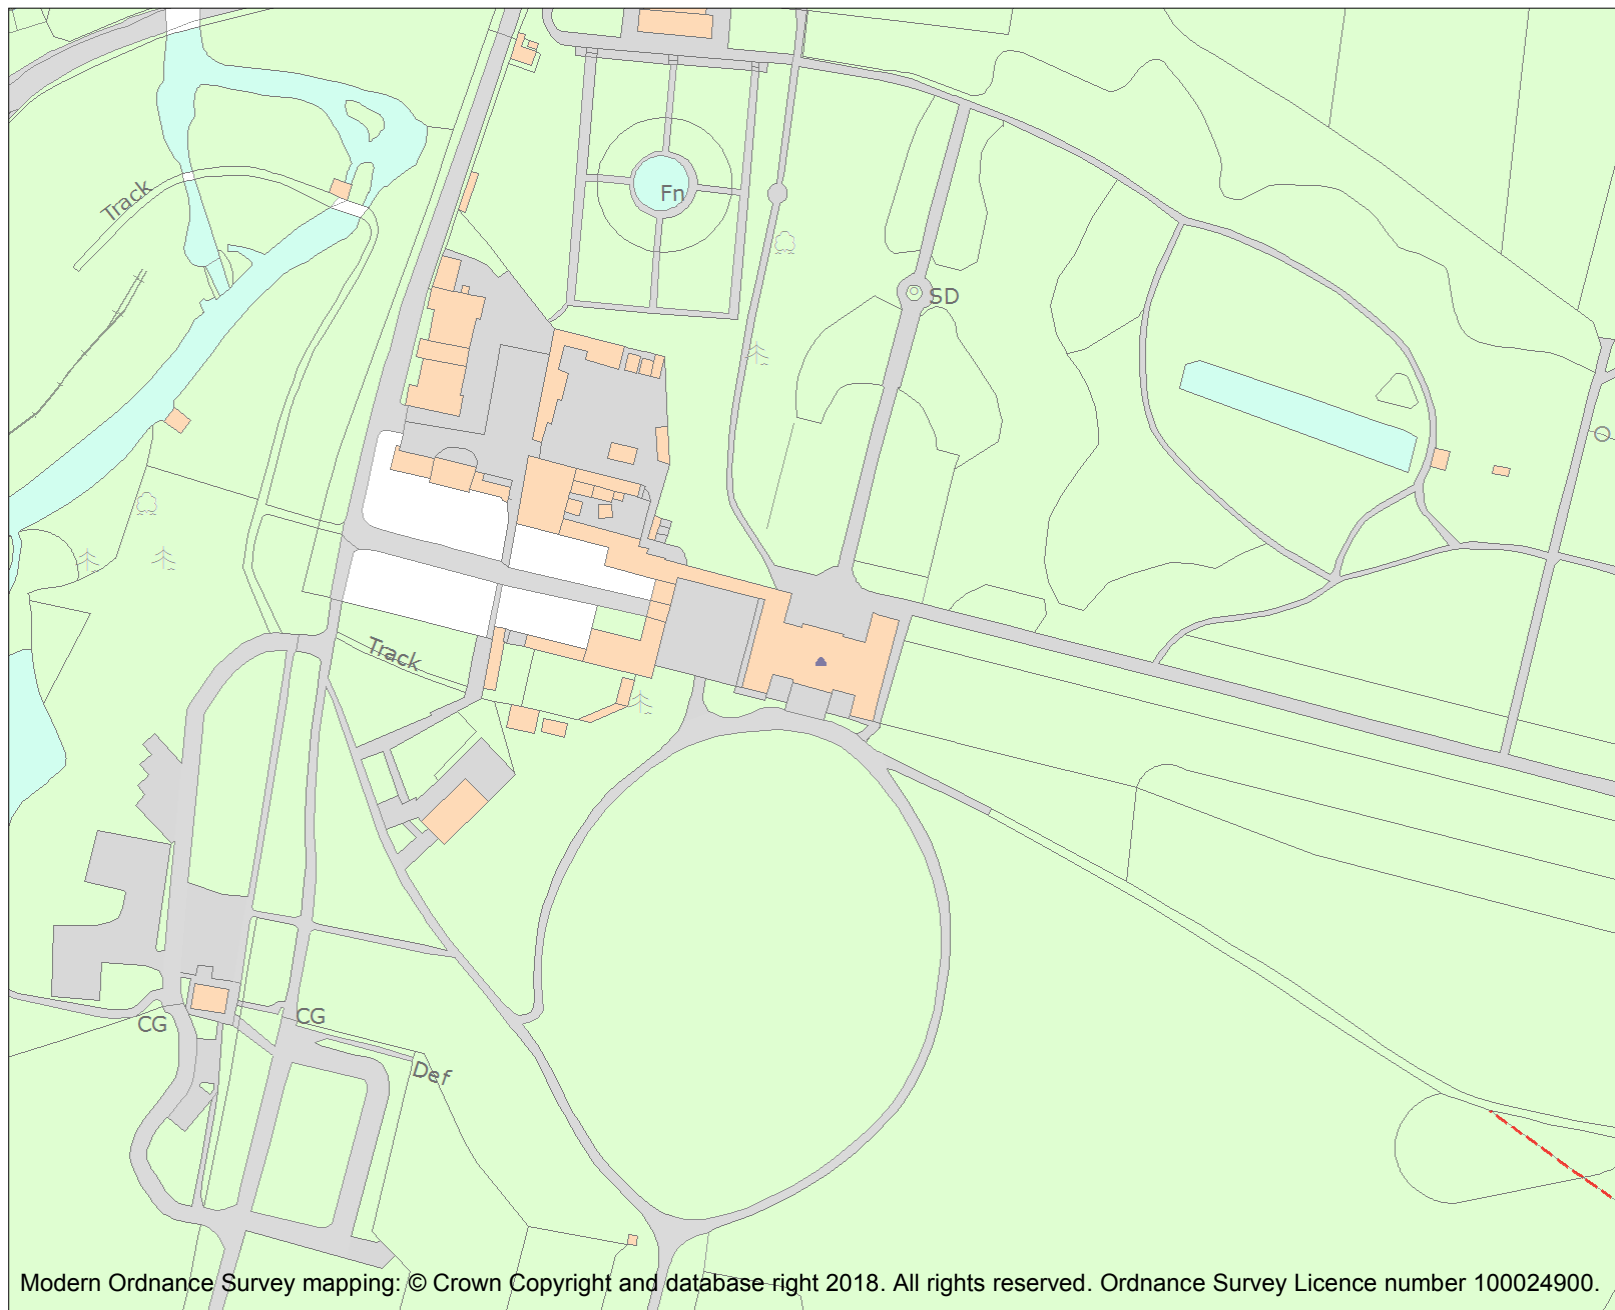 Track
Fn
SD
Track
CG
CG
Def
Modern Ordnance Survey mapping: © Crown Copyright and database right 2018. All rights reserved. Ordnance Survey Licence number 100024900.